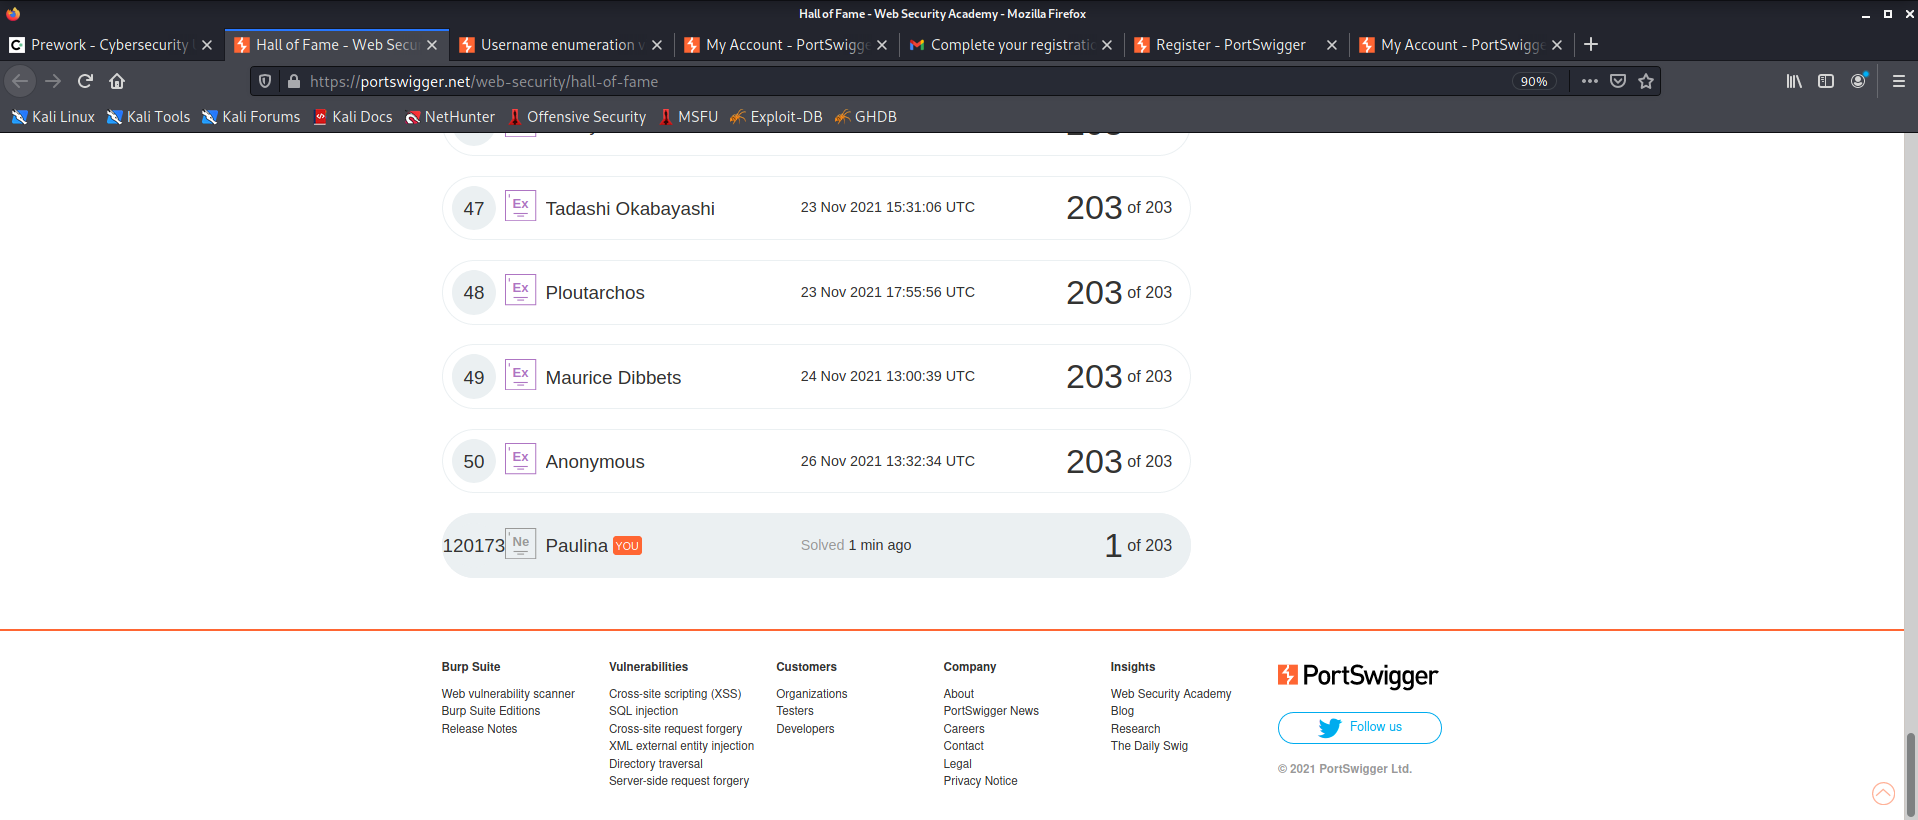 Hall of Fame - Web Security Academy - Mozilla Firefox
Prework - Cybersecurity
Hall of Fame - Web Secu
Username enumeration v
My Account - PortSwigge
Complete your registrati
Register - PortSwigger
My Account - PortSwigge
https://portswigger.net/web-security/hall-of-fame
90%
Kali Linux
Kali Tools
Kali Forums
Kali Docs
NetHunter
Offensive Security
MSFU
Exploit-DB
GHDB
47 Ex Tadashi Okabayashi 23 Nov 2021 15:31:06 UTC 203 of 203
48 Ex Ploutarchos 23 Nov 2021 17:55:56 UTC 203 of 203
49 Ex Maurice Dibbets 24 Nov 2021 13:00:39 UTC 203 of 203
50 Ex Anonymous 26 Nov 2021 13:32:34 UTC 203 of 203
120173 Ne Paulina YOU Solved 1 min ago 1 of 203
Burp Suite
Web vulnerability scanner
Burp Suite Editions
Release Notes
Vulnerabilities
Cross-site scripting (XSS)
SQL injection
Cross-site request forgery
XML external entity injection
Directory traversal
Server-side request forgery
Customers
Organizations
Testers
Developers
Company
About
PortSwigger News
Careers
Contact
Legal
Privacy Notice
Insights
Web Security Academy
Blog
Research
The Daily Swig
PortSwigger
Follow us
© 2021 PortSwigger Ltd.